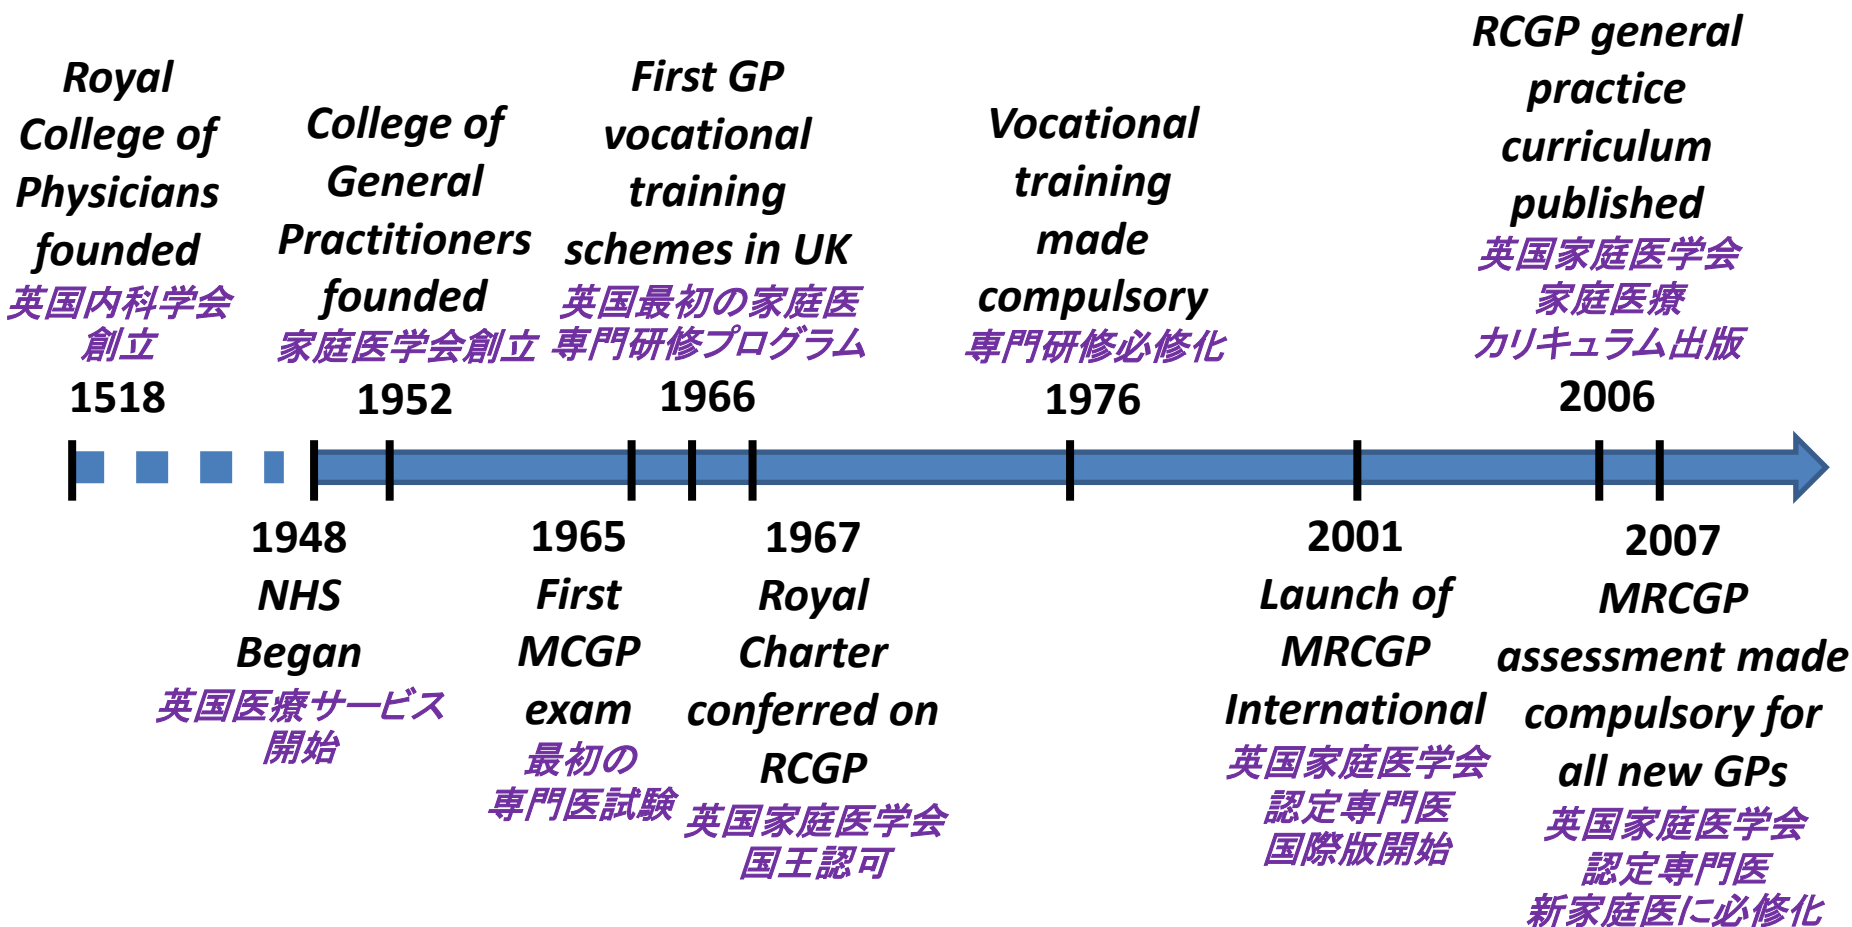 Royal
College of
Physicians
founded
英国内科学会
創立
1518
College of
General
Practitioners
founded
家庭医学会創立
1952
First GP
vocational
training
schemes in UK
英国最初の家庭医
専門研修プログラム
1966
Vocational
training
made
compulsory
専門研修必修化
1976
RCGP general
practice
curriculum
published
英国家庭医学会
家庭医療
カリキュラム出版
2006
1948
NHS
Began
英国医療サービス
開始
1965
First
MCGP
exam
最初の
専門医試験
1967
Royal
Charter
conferred on
RCGP
英国家庭医学会
国王認可
2001
Launch of
MRCGP
International
英国家庭医学会
認定専門医
国際版開始
2007
MRCGP
assessment made
compulsory for
all new GPs
英国家庭医学会
認定専門医
新家庭医に必修化